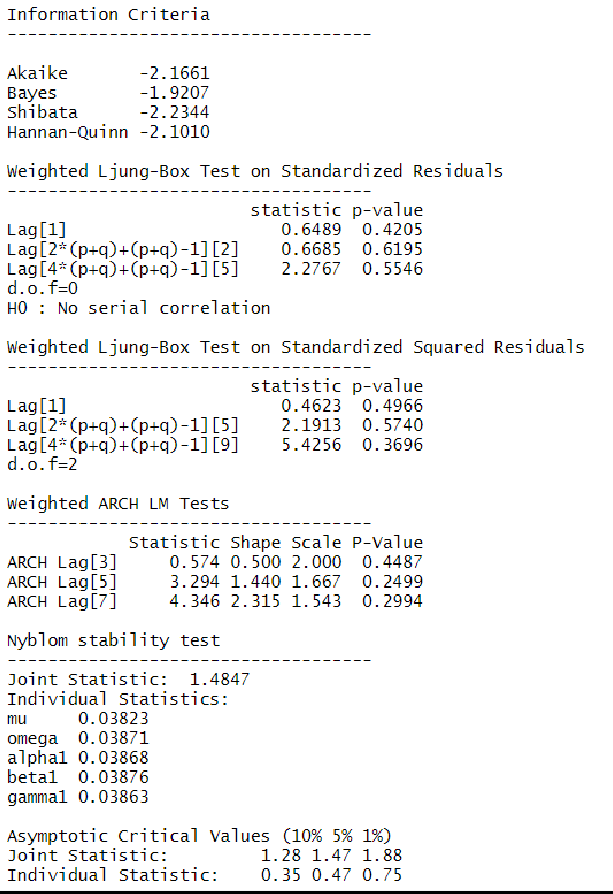 Information Criteria
------------------------------------
Akaike       -2.1661
Bayes        -1.9207
Shibata      -2.2344
Hannan-Quinn -2.1010
Weighted Ljung-Box Test on Standardized Residuals
------------------------------------
                        statistic p-value
Lag[1]                     0.6489  0.4205
Lag[2*(p+q)+(p+q)-1][2]    0.6685  0.6195
Lag[4*(p+q)+(p+q)-1][5]    2.2767  0.5546
d.o.f=0
H0 : No serial correlation
Weighted Ljung-Box Test on Standardized Squared Residuals
------------------------------------
                        statistic p-value
Lag[1]                     0.4623  0.4966
Lag[2*(p+q)+(p+q)-1][5]    2.1913  0.5740
Lag[4*(p+q)+(p+q)-1][9]    5.4256  0.3696
d.o.f=2
Weighted ARCH LM Tests
------------------------------------
            Statistic Shape Scale P-Value
ARCH Lag[3]     0.574 0.500 2.000  0.4487
ARCH Lag[5]     3.294 1.440 1.667  0.2499
ARCH Lag[7]     4.346 2.315 1.543  0.2994
Nyblom stability test
------------------------------------
Joint Statistic:  1.4847
Individual Statistics:
mu     0.03823
omega  0.03871
alpha1 0.03868
beta1  0.03876
gamma1 0.03863
Asymptotic Critical Values (10% 5% 1%)
Joint Statistic:         1.28 1.47 1.88
Individual Statistic:    0.35 0.47 0.75